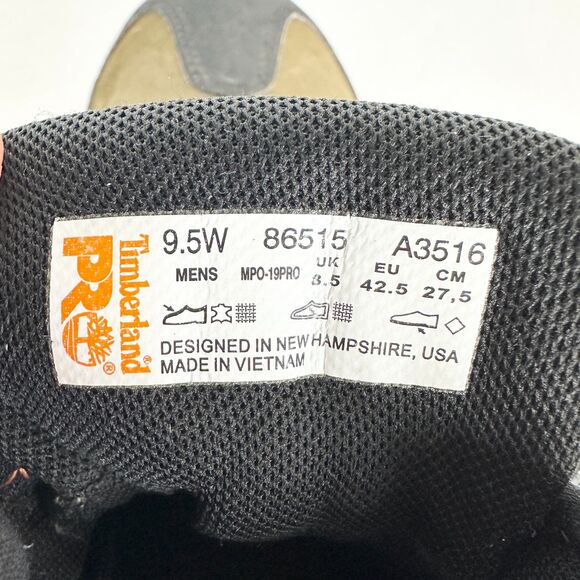 Timberland®
PRO®
9.5W 86515 A3516
MENS MPO-19PRO UK 8.5 EU 42.5 CM 27,5
DESIGNED IN NEW HAMPSHIRE, USA
MADE IN VIETNAM